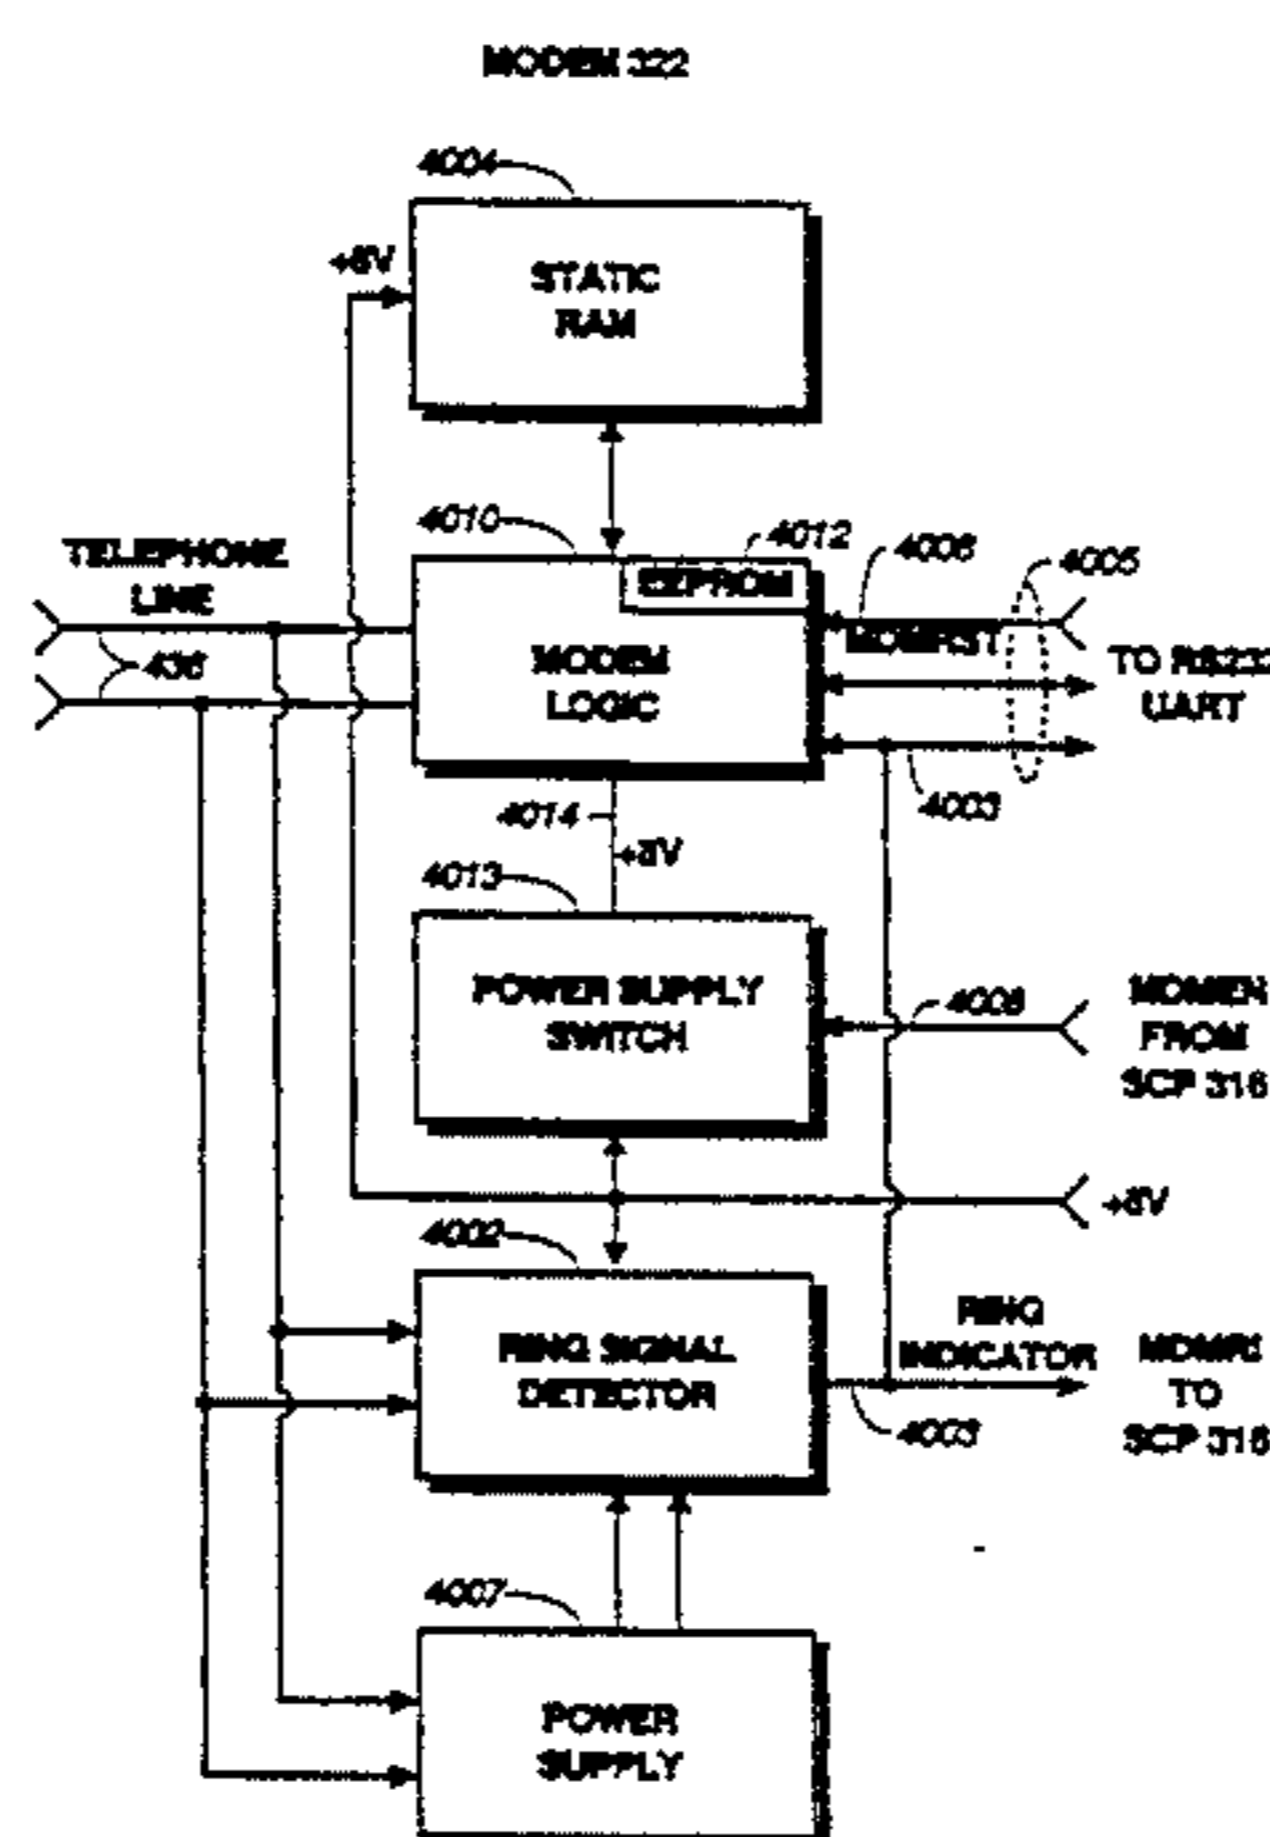 MODEM 322
4004
+5V
STATIC
RAM
4010
4012
4006
4005
TELEPHONE
LINE
EEPROM
MDMRST
436
MODEM
LOGIC
TO RS232
UART
4003
4014
+5V
4013
POWER SUPPLY
SWITCH
4008
MDMEN
FROM
SCP 316
+5V
4002
RING SIGNAL
DETECTOR
RING
INDICATOR
MDMRI
TO
SCP 316
4003
4007
POWER
SUPPLY